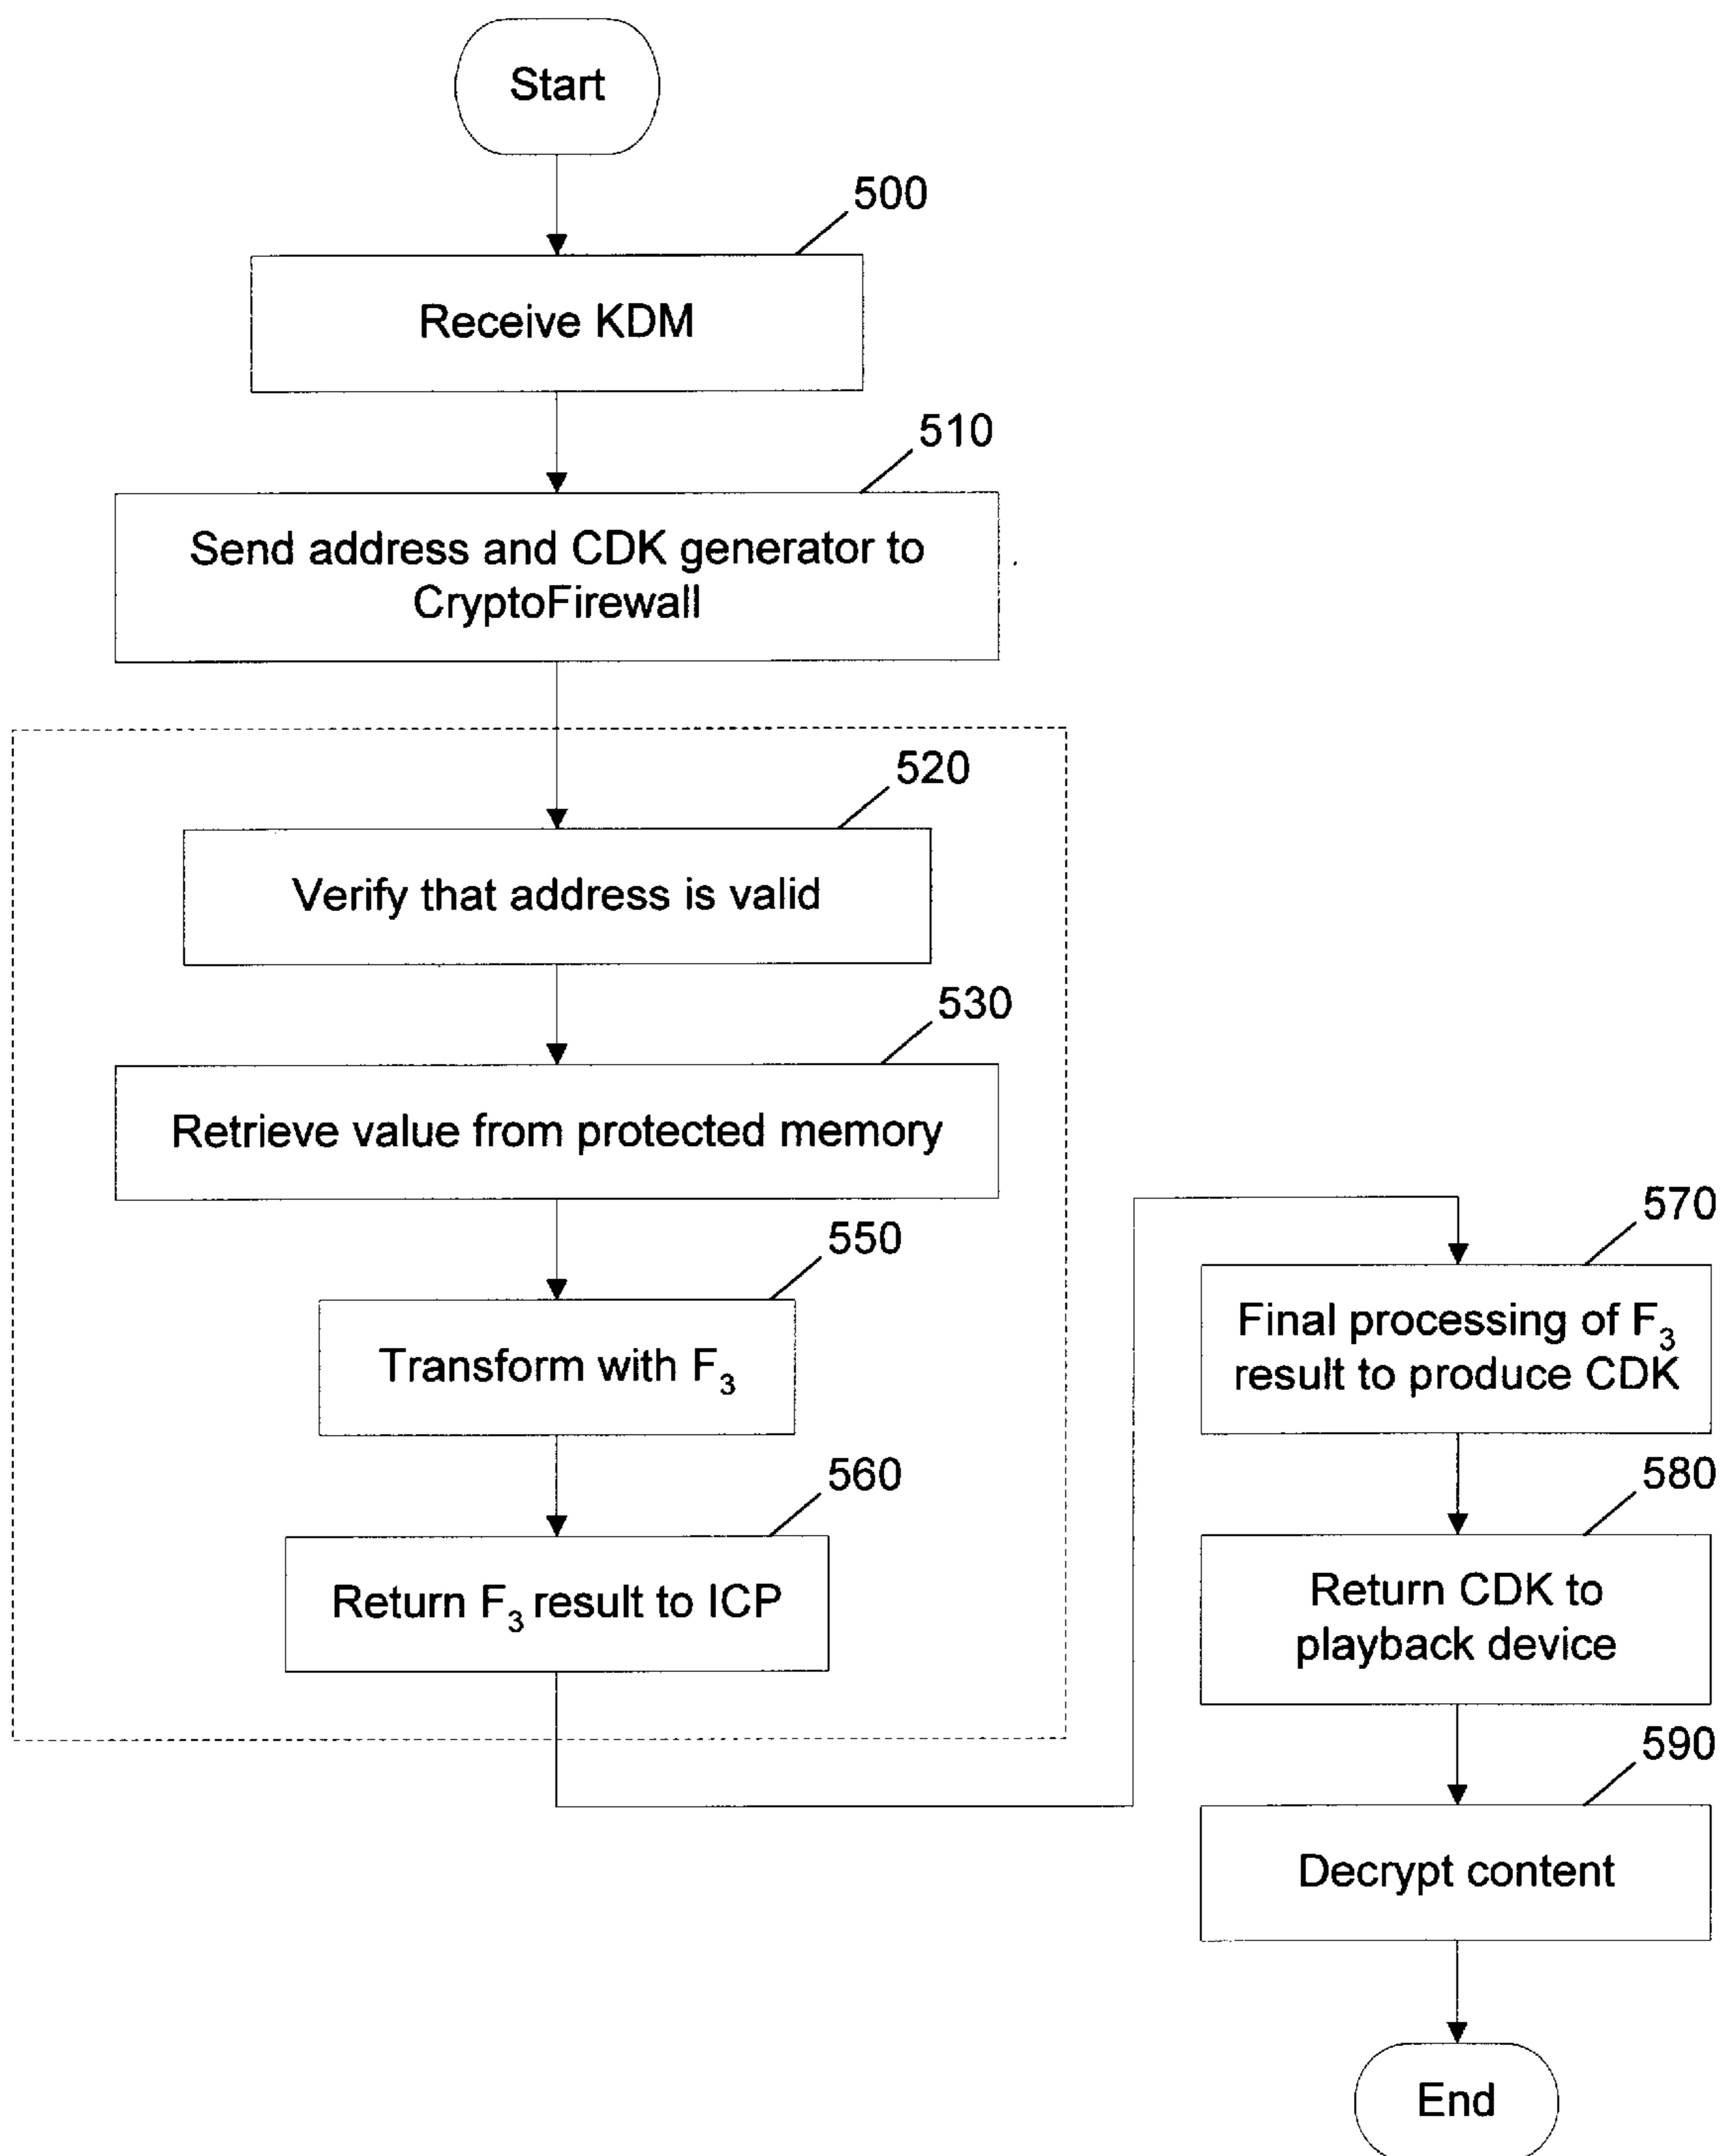 Start
500
Receive KDM
510
Send address and CDK generator to
CryptoFirewall
520
Verify that address is valid
530
Retrieve value from protected memory
550
Transform with F₃
560
Return F₃ result to ICP
570
Final processing of F₃
result to produce CDK
580
Return CDK to
playback device
590
Decrypt content
End